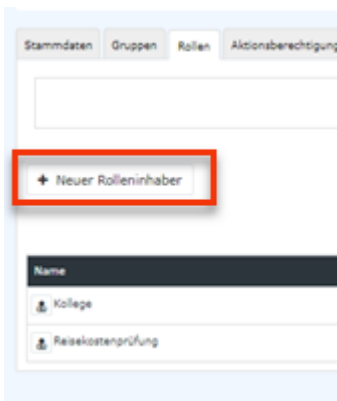 Stammdaten Gruppen Rollen Aktionsberechtigung
+ Neuer Rolleninhaber
Name
Kollege
Reisekostenprüfung